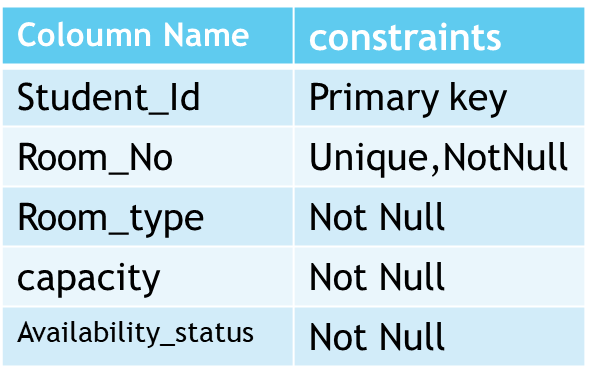 Coloumn Name constraints
Student_Id Primary key
Room_No Unique,NotNull
Room_type Not Null
capacity Not Null
Availability_status Not Null